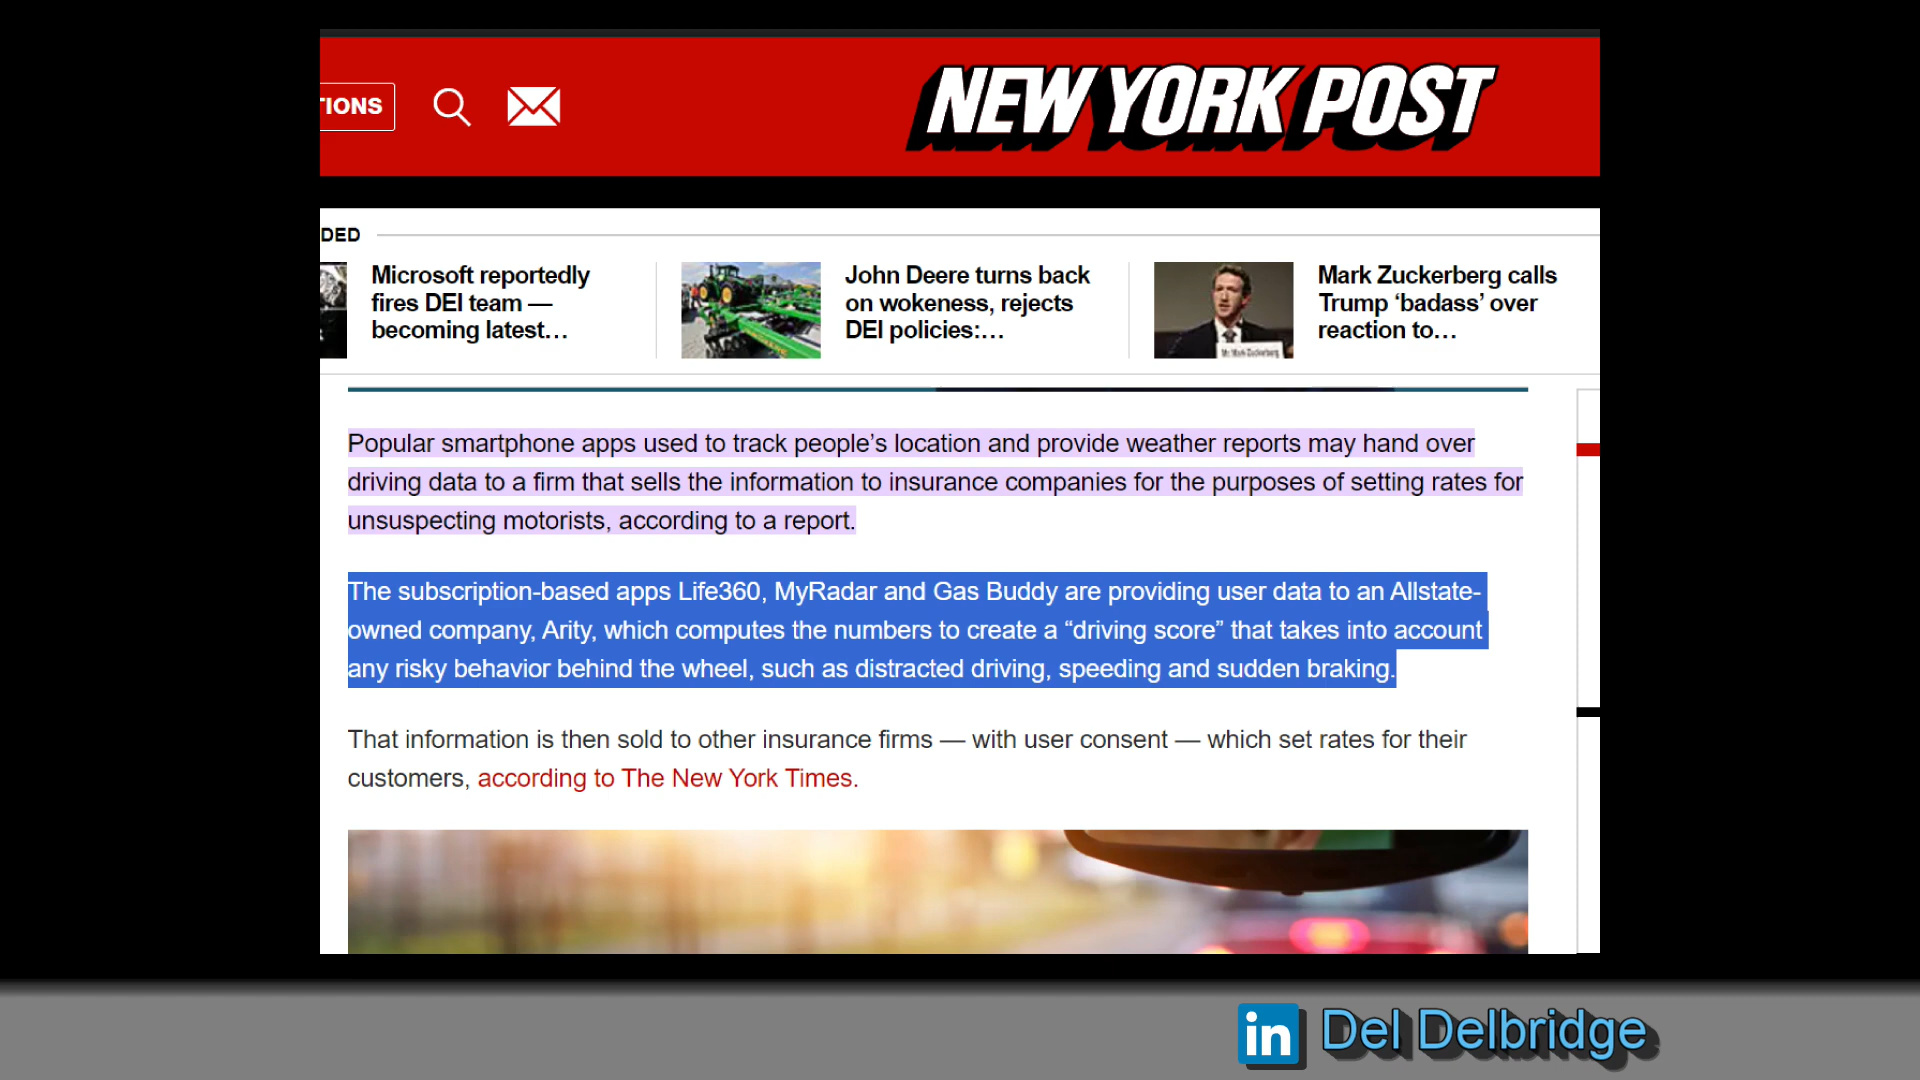 TIONS
NEW YORK POST
DED
Microsoft reportedly
fires DEI team —
becoming latest…
John Deere turns back
on wokeness, rejects
DEI policies:…
Mr. Mark Zuckerberg
Mark Zuckerberg calls
Trump ‘badass’ over
reaction to…
Popular smartphone apps used to track people’s location and provide weather reports may hand over
driving data to a firm that sells the information to insurance companies for the purposes of setting rates for
unsuspecting motorists, according to a report.
The subscription-based apps Life360, MyRadar and Gas Buddy are providing user data to an Allstate-
owned company, Arity, which computes the numbers to create a “driving score” that takes into account
any risky behavior behind the wheel, such as distracted driving, speeding and sudden braking.
That information is then sold to other insurance firms — with user consent — which set rates for their
customers, according to The New York Times.
in Del Delbridge